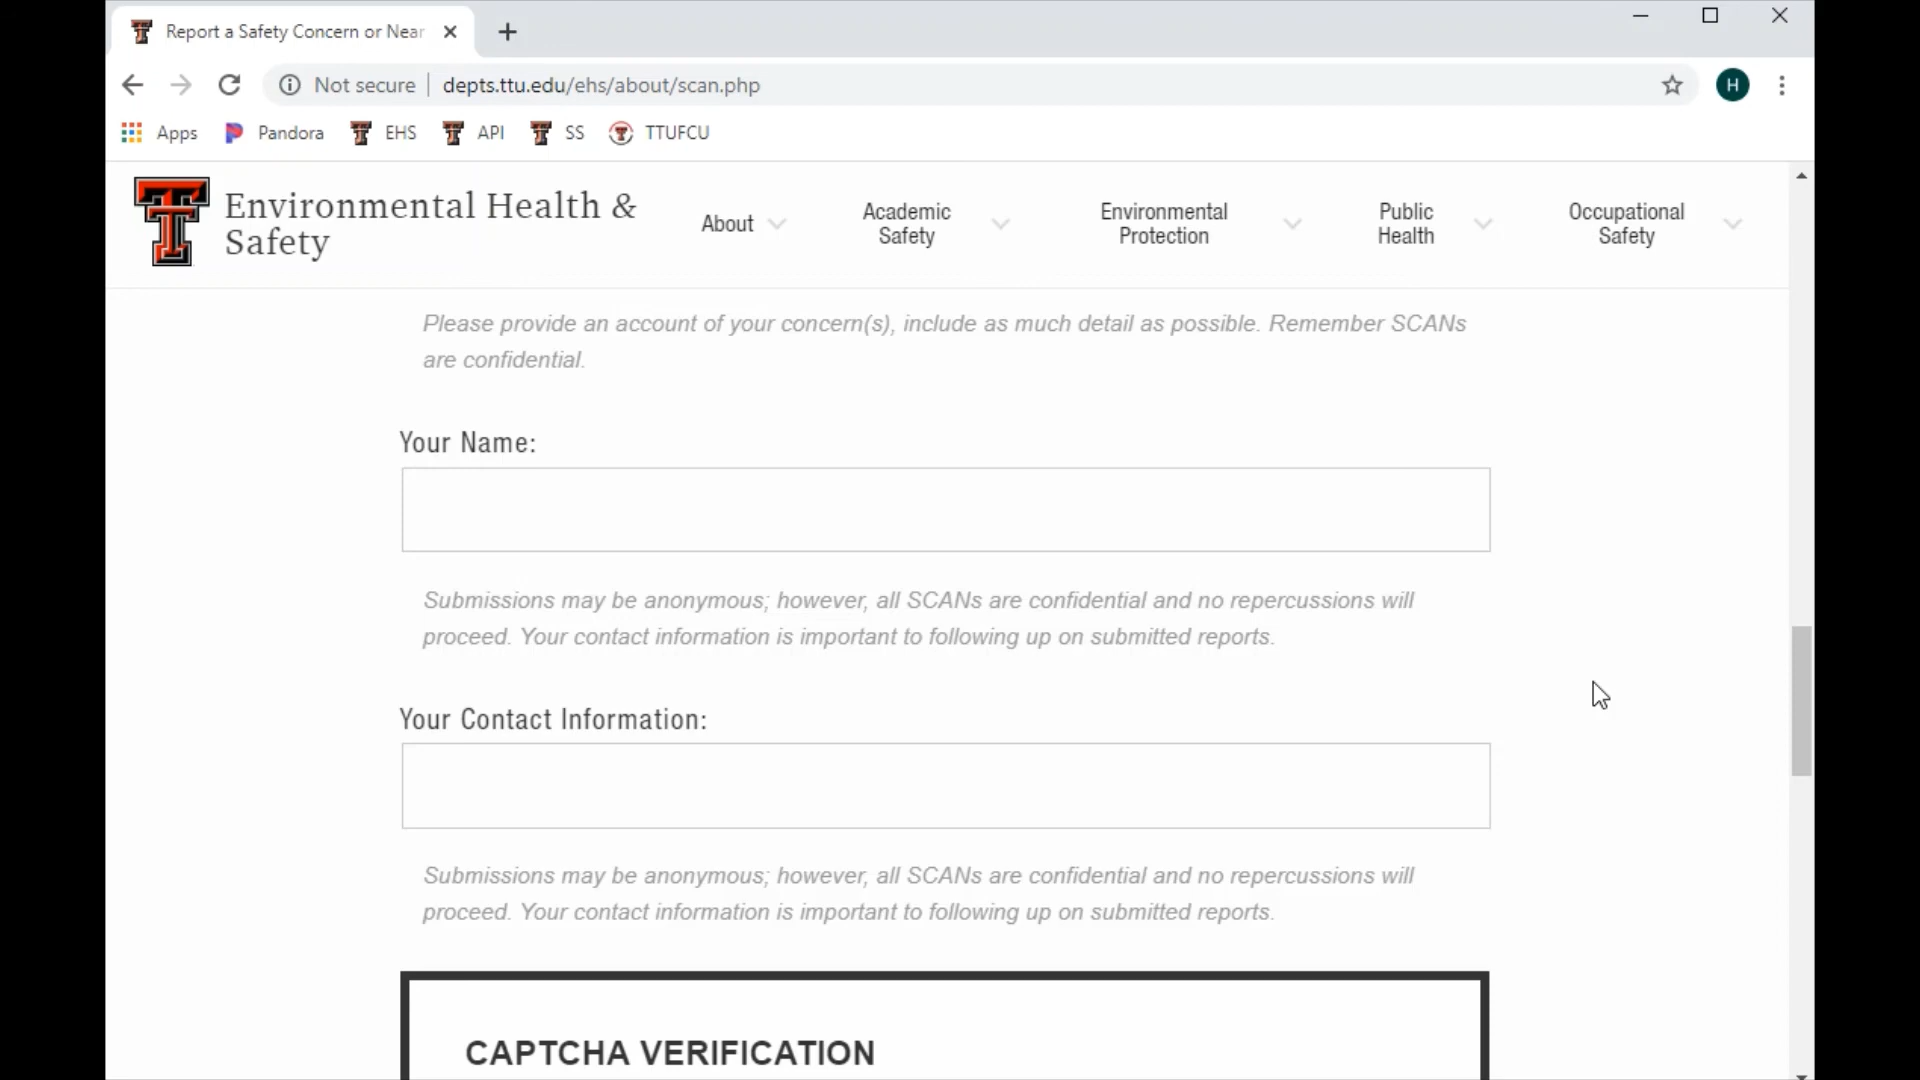 Report a Safety Concern or Near
Not secure depts.ttu.edu/ehs/about/scan.php
H
Apps Pandora EHS API SS TTUFCU
Environmental Health &
Safety
About
Academic
Safety
Environmental
Protection
Public
Health
Occupational
Safety
Please provide an account of your concern(s), include as much detail as possible. Remember SCANs
are confidential.
Your Name:
Submissions may be anonymous; however, all SCANs are confidential and no repercussions will
proceed. Your contact information is important to following up on submitted reports.
Your Contact Information:
Submissions may be anonymous; however, all SCANs are confidential and no repercussions will
proceed. Your contact information is important to following up on submitted reports.
CAPTCHA VERIFICATION